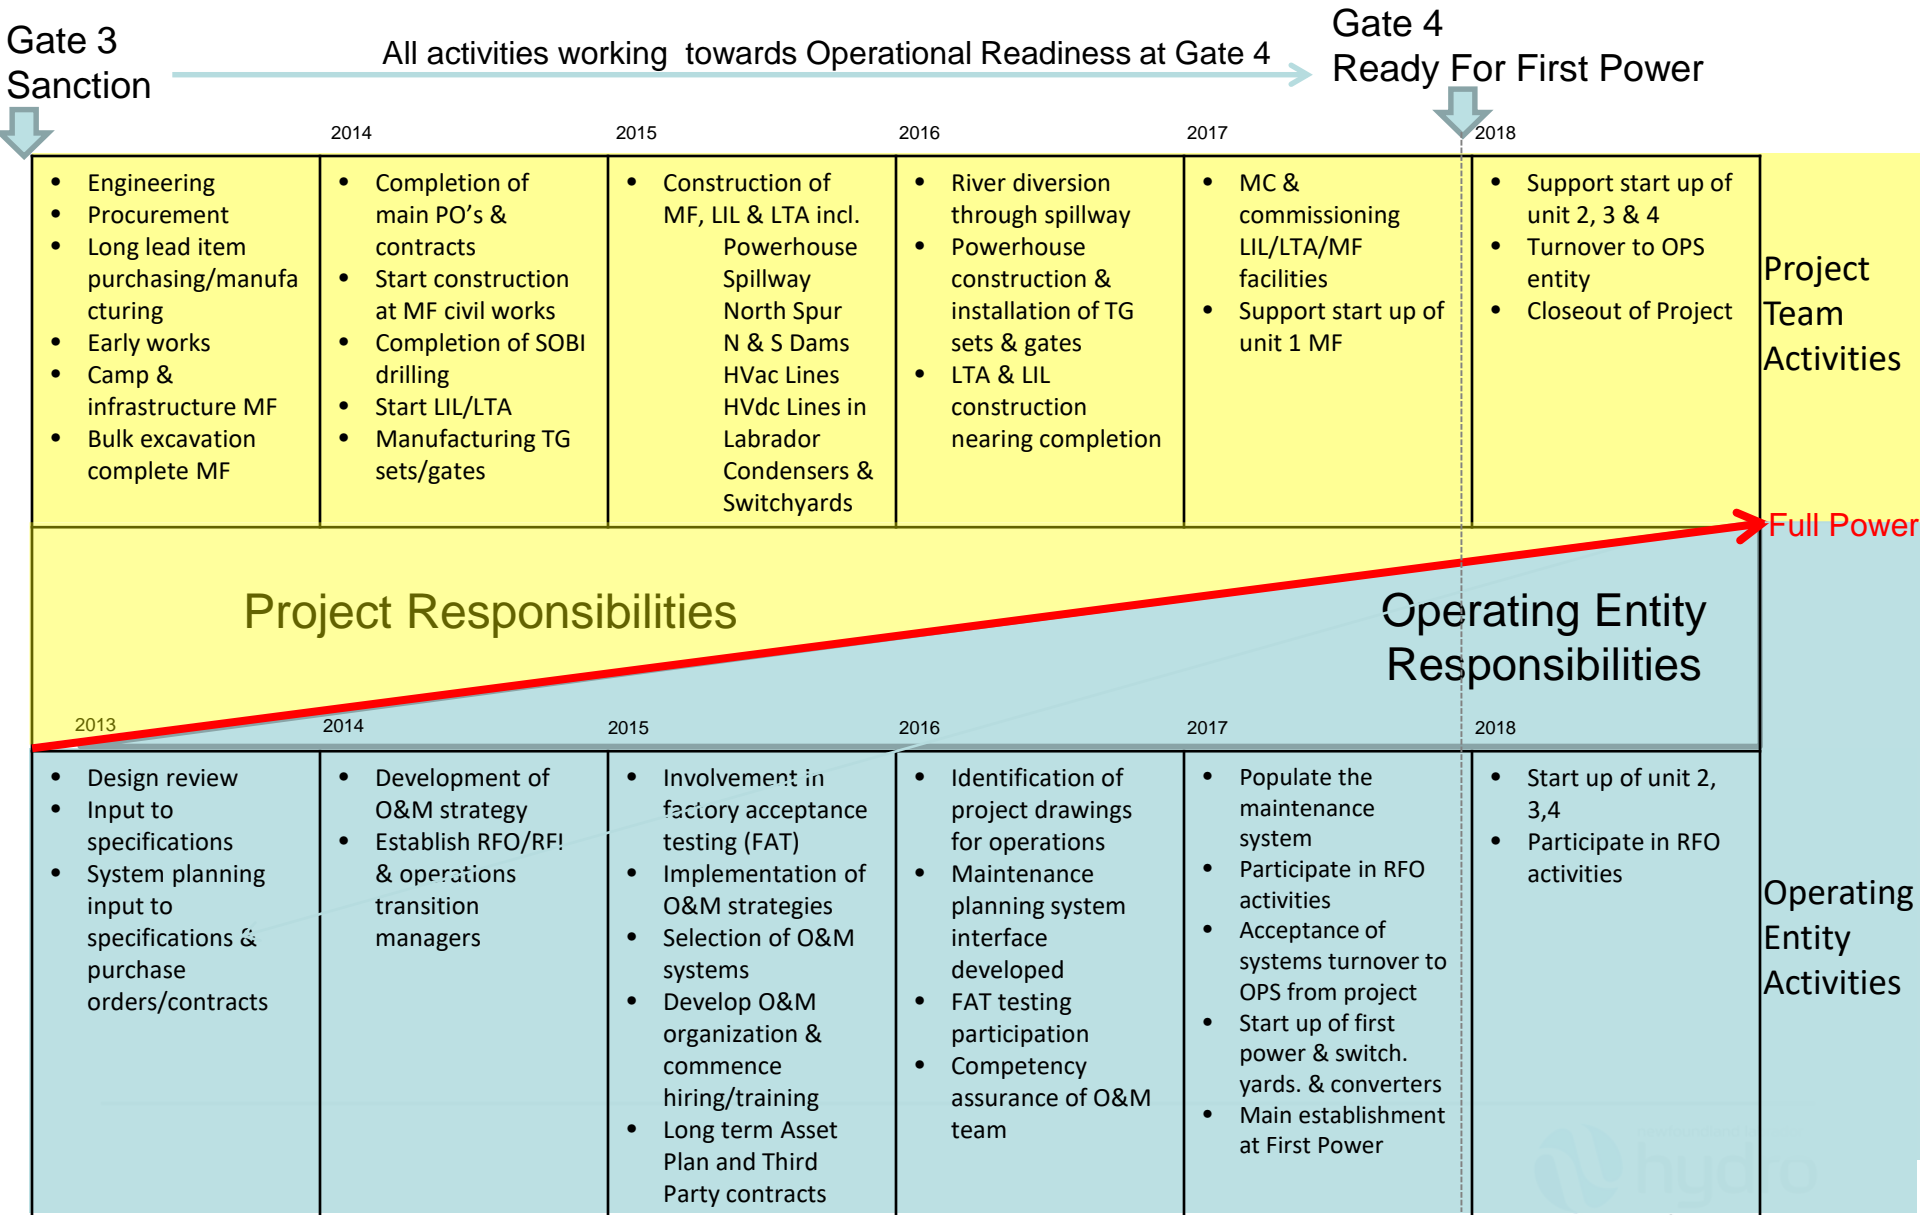 Gate 3
Sanction
All activities working  towards Operational Readiness at Gate 4
Gate 4
Ready For First Power
2014
2015
2016
2017
2018
• Engineering
• Procurement
• Long lead item
purchasing/manufa
cturing
• Early works
• Camp &
infrastructure MF
• Bulk excavation
complete MF
• Completion of
main PO's &
contracts
• Start construction
at MF civil works
• Completion of SOBI
drilling
• Start LIL/LTA
• Manufacturing TG
sets/gates
• Construction of
MF, LIL & LTA incl.
Powerhouse
Spillway
North Spur
N & S Dams
HVac Lines
HVdc Lines in
Labrador
Condensers &
Switchyards
• River diversion
through spillway
• Powerhouse
construction &
installation of TG
sets & gates
• LTA & LIL
construction
nearing completion
• MC &
commissioning
LIL/LTA/MF
facilities
• Support start up of
unit 1 MF
• Support start up of
unit 2, 3 & 4
• Turnover to OPS
entity
• Closeout of Project
Project
Team
Activities
Full Power
Project Responsibilities
Operating Entity
Responsibilities
2013
2014
2015
2016
2017
2018
• Design review
• Input to
specifications
• System planning
input to
specifications &
purchase
orders/contracts
• Development of
O&M strategy
• Establish RFO/RFI
& operations
transition
managers
• Involvement in
factory acceptance
testing (FAT)
• Implementation of
O&M strategies
• Selection of O&M
systems
• Develop O&M
organization &
commence
hiring/training
• Long term Asset
Plan and Third
Party contracts
• Identification of
project drawings
for operations
• Maintenance
planning system
interface
developed
• FAT testing
participation
• Competency
assurance of O&M
team
• Populate the
maintenance
system
• Participate in RFO
activities
• Acceptance of
systems turnover to
OPS from project
• Start up of first
power & switch.
yards. & converters
• Main establishment
at First Power
• Start up of unit 2,
3,4
• Participate in RFO
activities
Operating
Entity
Activities
hydro